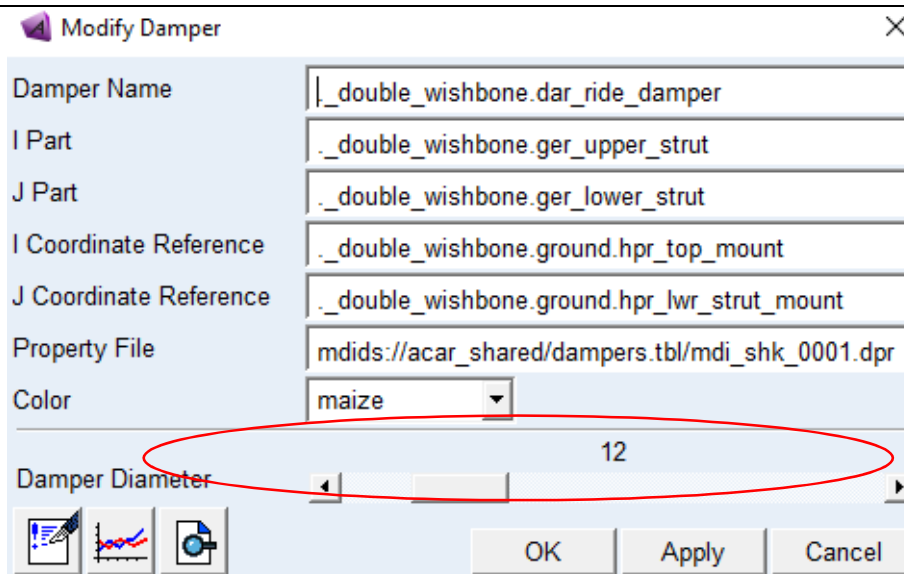 Modify Damper
Damper Name ._double_wishbone.dar_ride_damper
I Part ._double_wishbone.ger_upper_strut
J Part ._double_wishbone.ger_lower_strut
I Coordinate Reference ._double_wishbone.ground.hpr_top_mount
J Coordinate Reference ._double_wishbone.ground.hpr_lwr_strut_mount
Property File mdids://acar_shared/dampers.tbl/mdi_shk_0001.dpr
Color maize
12
Damper Diameter
OK Apply Cancel